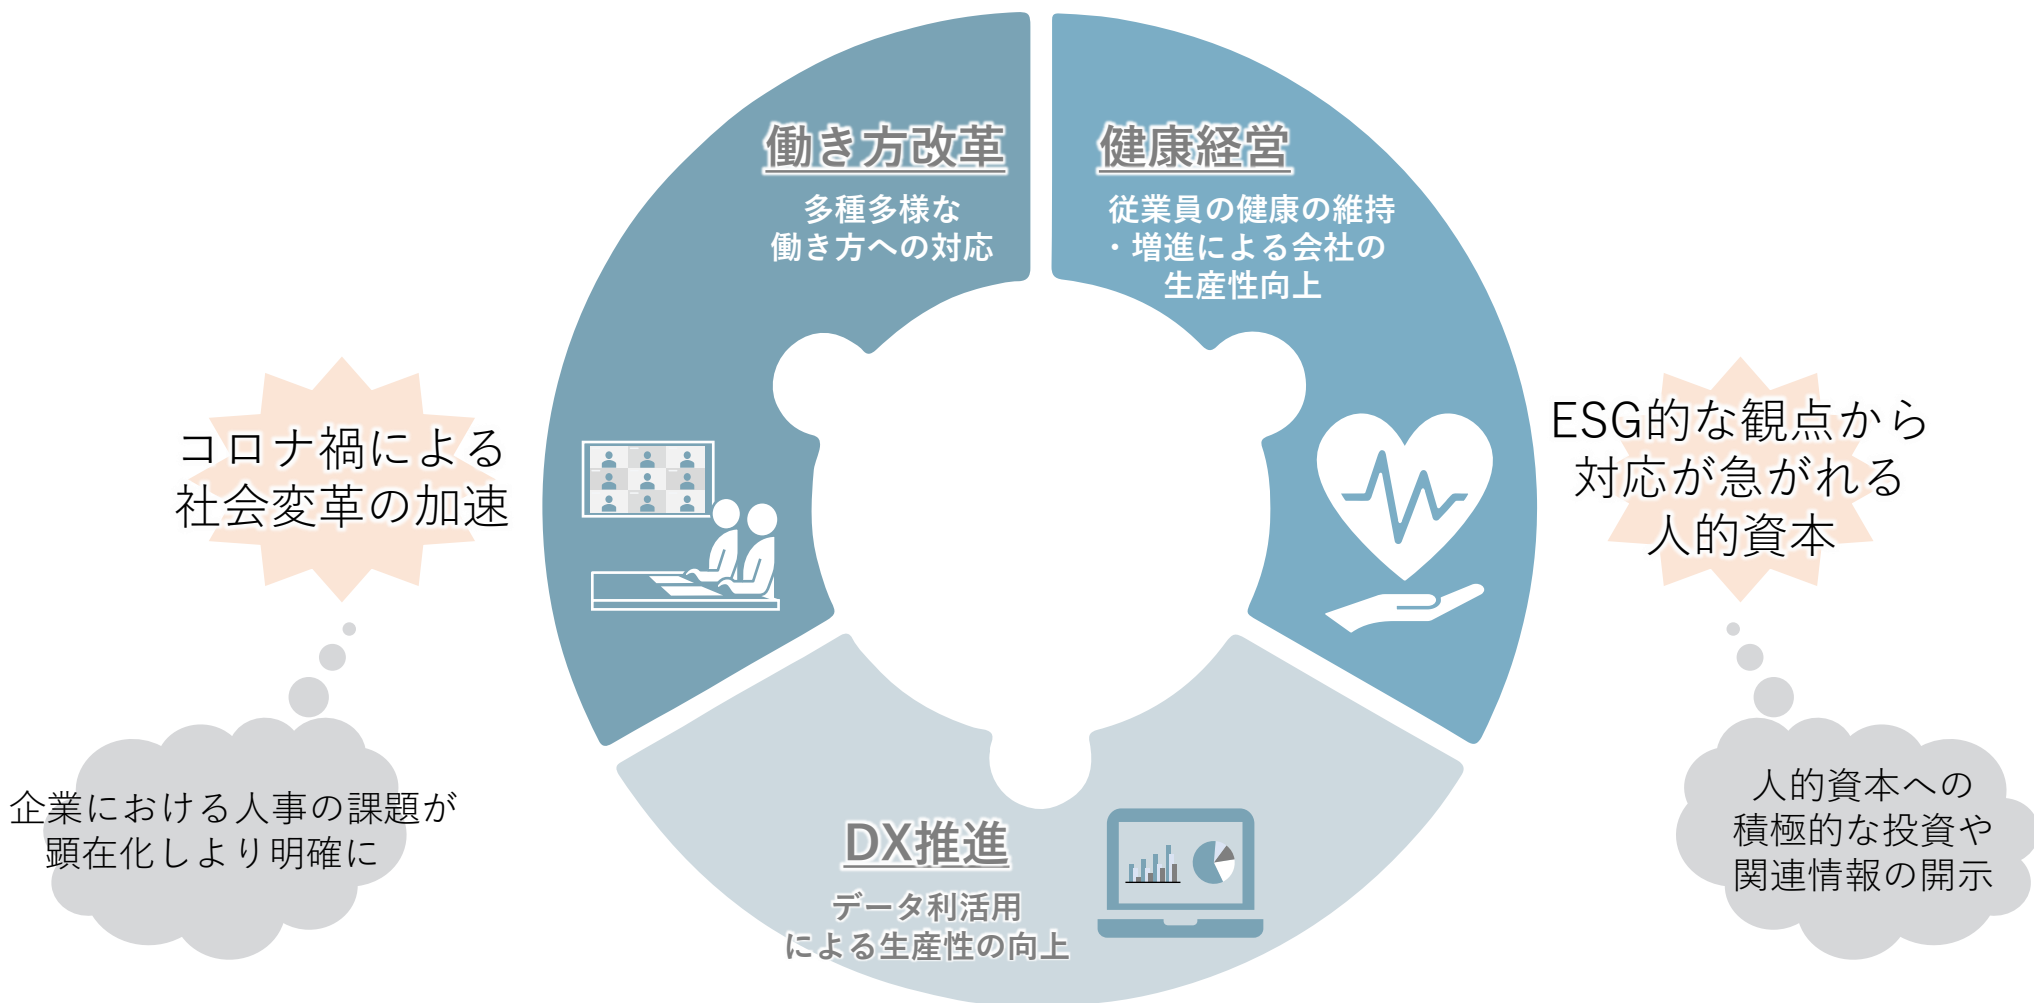 働き方改革
多種多様な
働き方への対応
健康経営
従業員の健康の維持
・増進による会社の
生産性向上
コロナ禍による
社会変革の加速
ESG的な観点から
対応が急がれる
人的資本
企業における人事の課題が
顕在化しより明確に
人的資本への
積極的な投資や
関連情報の開示
DX推進
データ利活用
による生産性の向上